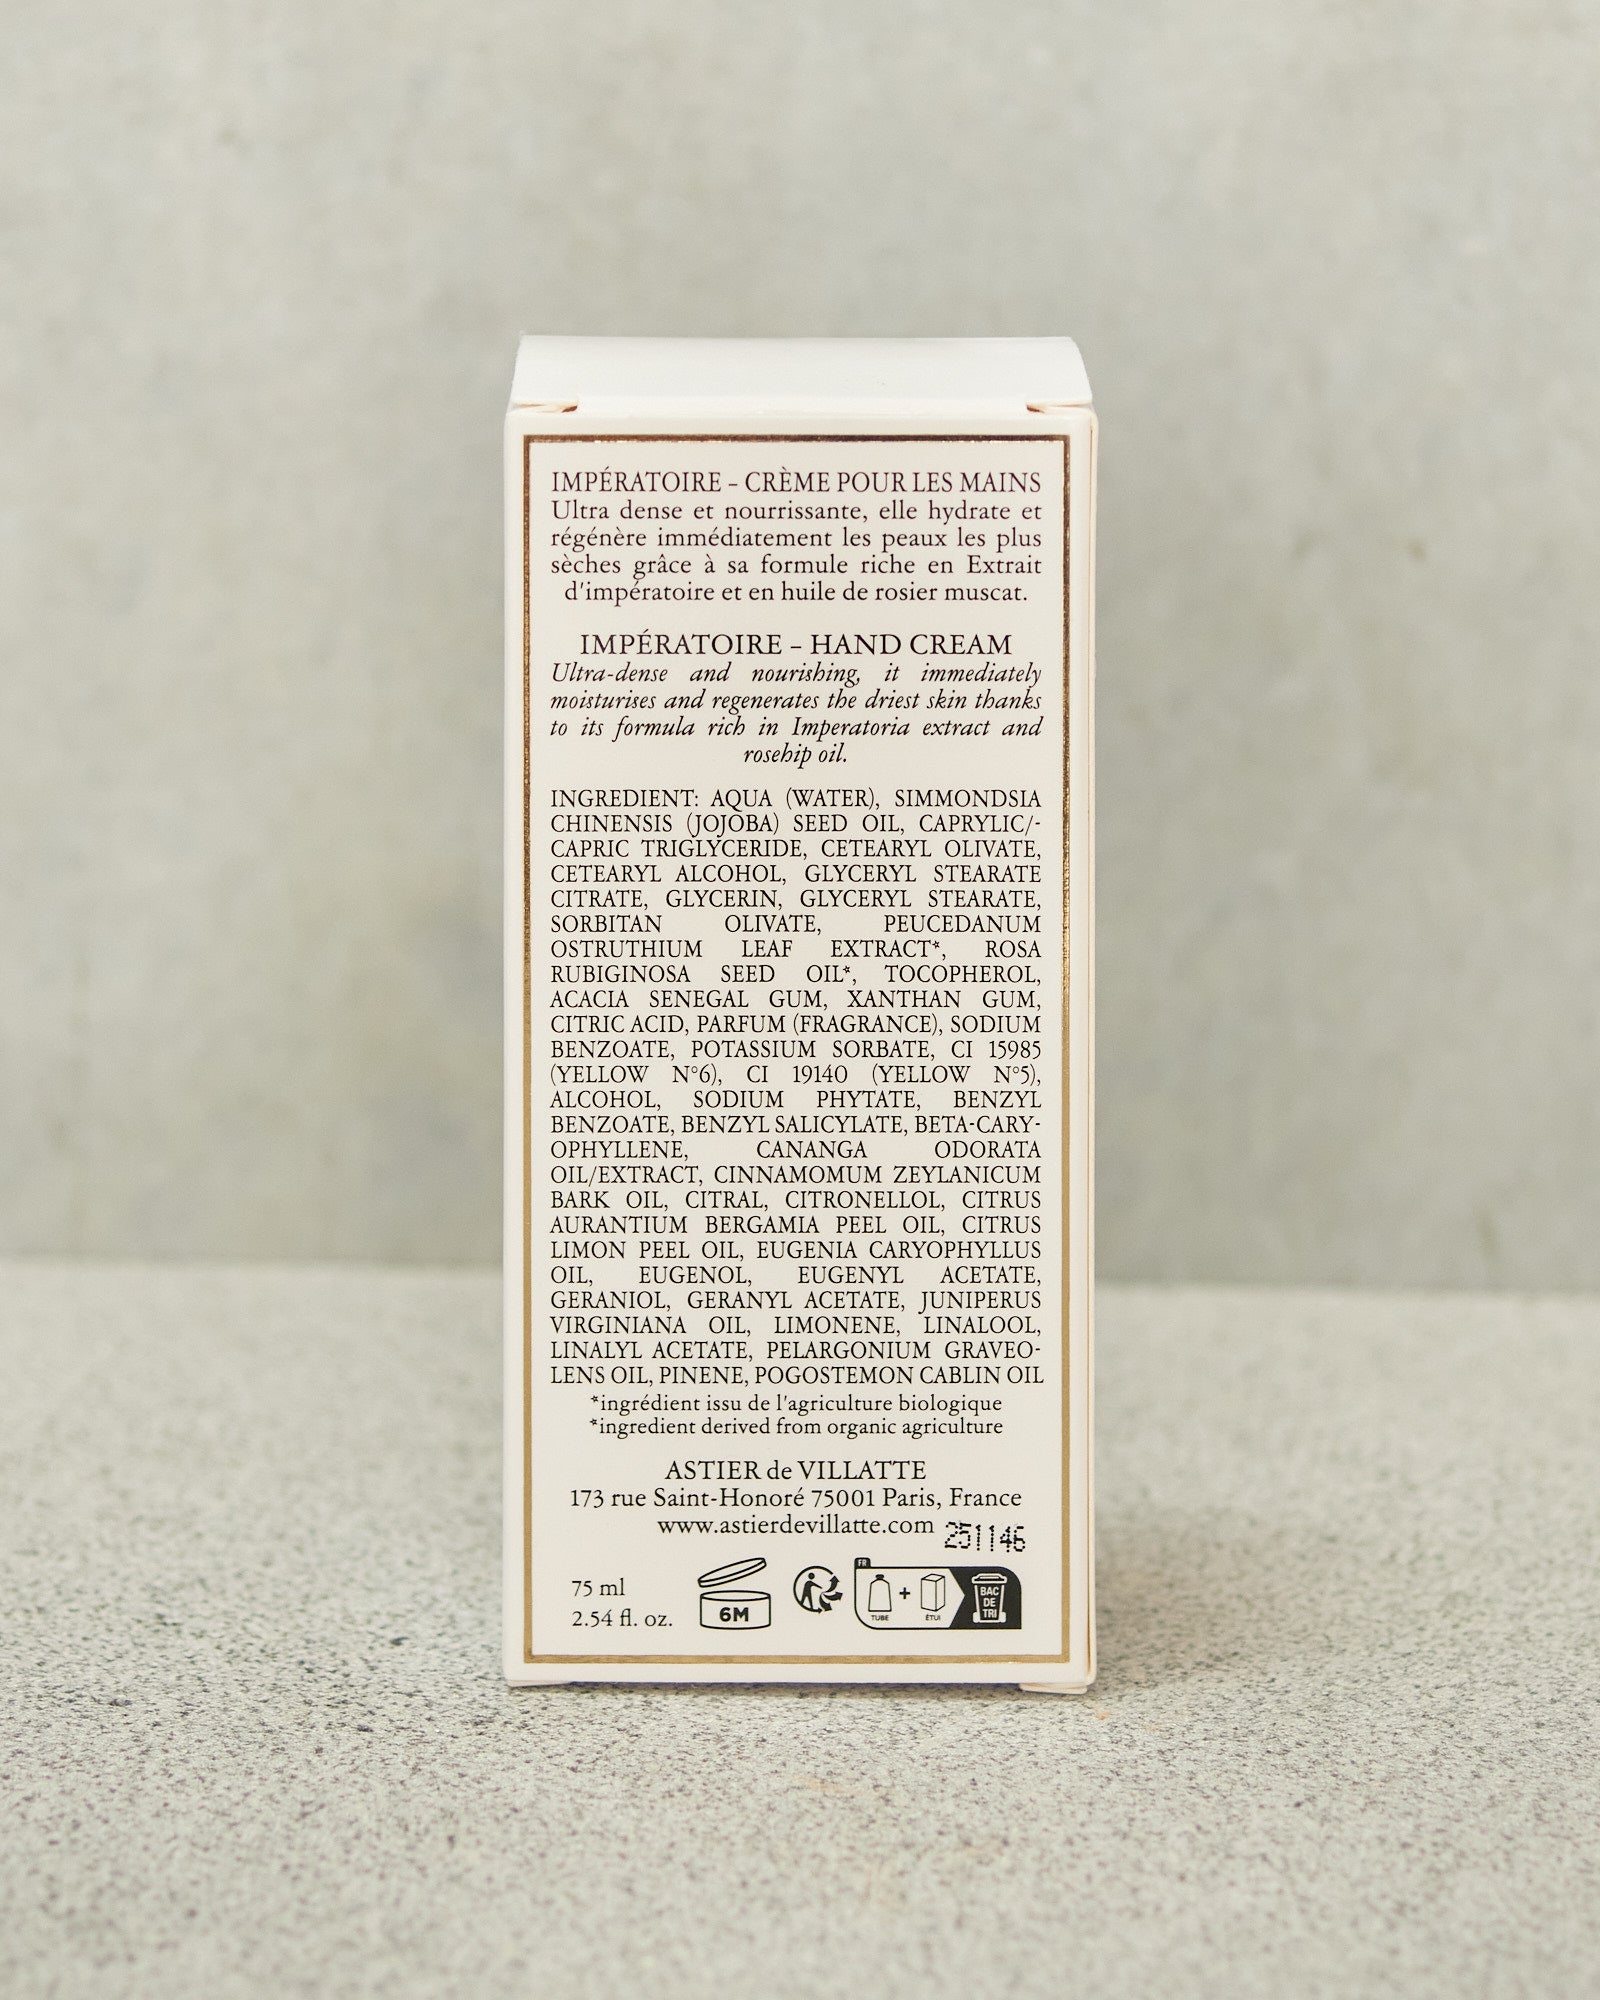 IMPÉRATOIRE – CRÈME POUR LES MAINS
Ultra dense et nourrissante, elle hydrate et
régénère immédiatement les peaux les plus
sèches grâce à sa formule riche en Extrait
d'impératoire et en huile de rosier muscat.
IMPÉRATOIRE – HAND CREAM
Ultra-dense and nourishing, it immediately
moisturises and regenerates the driest skin thanks
to its formula rich in Imperatoria extract and
rosehip oil.
INGREDIENT: AQUA (WATER), SIMMONDSIA
CHINENSIS (JOJOBA) SEED OIL, CAPRYLIC/-
CAPRIC TRIGLYCERIDE, CETEARYL OLIVATE,
CETEARYL ALCOHOL, GLYCERYL STEARATE
CITRATE, GLYCERIN, GLYCERYL STEARATE,
SORBITAN OLIVATE, PEUCEDANUM
OSTRUTHIUM LEAF EXTRACT*, ROSA
RUBIGINOSA SEED OIL*, TOCOPHEROL,
ACACIA SENEGAL GUM, XANTHAN GUM,
CITRIC ACID, PARFUM (FRAGRANCE), SODIUM
BENZOATE, POTASSIUM SORBATE, CI 15985
(YELLOW N°6), CI 19140 (YELLOW N°5),
ALCOHOL, SODIUM PHYTATE, BENZYL
BENZOATE, BENZYL SALICYLATE, BETA-CARY-
OPHYLLENE, CANANGA ODORATA
OIL/EXTRACT, CINNAMOMUM ZEYLANICUM
BARK OIL, CITRAL, CITRONELLOL, CITRUS
AURANTIUM BERGAMIA PEEL OIL, CITRUS
LIMON PEEL OIL, EUGENIA CARYOPHYLLUS
OIL, EUGENOL, EUGENYL ACETATE,
GERANIOL, GERANYL ACETATE, JUNIPERUS
VIRGINIANA OIL, LIMONENE, LINALOOL,
LINALYL ACETATE, PELARGONIUM GRAVEO-
LENS OIL, PINENE, POGOSTEMON CABLIN OIL
*ingrédient issu de l'agriculture biologique
*ingredient derived from organic agriculture
ASTIER de VILLATTE
173 rue Saint-Honoré 75001 Paris, France
www.astierdevillatte.com
251146
75 ml
2.54 fl. oz.
6M
FR
TUBE
+
ÉTUI
BAC
DE
TRI